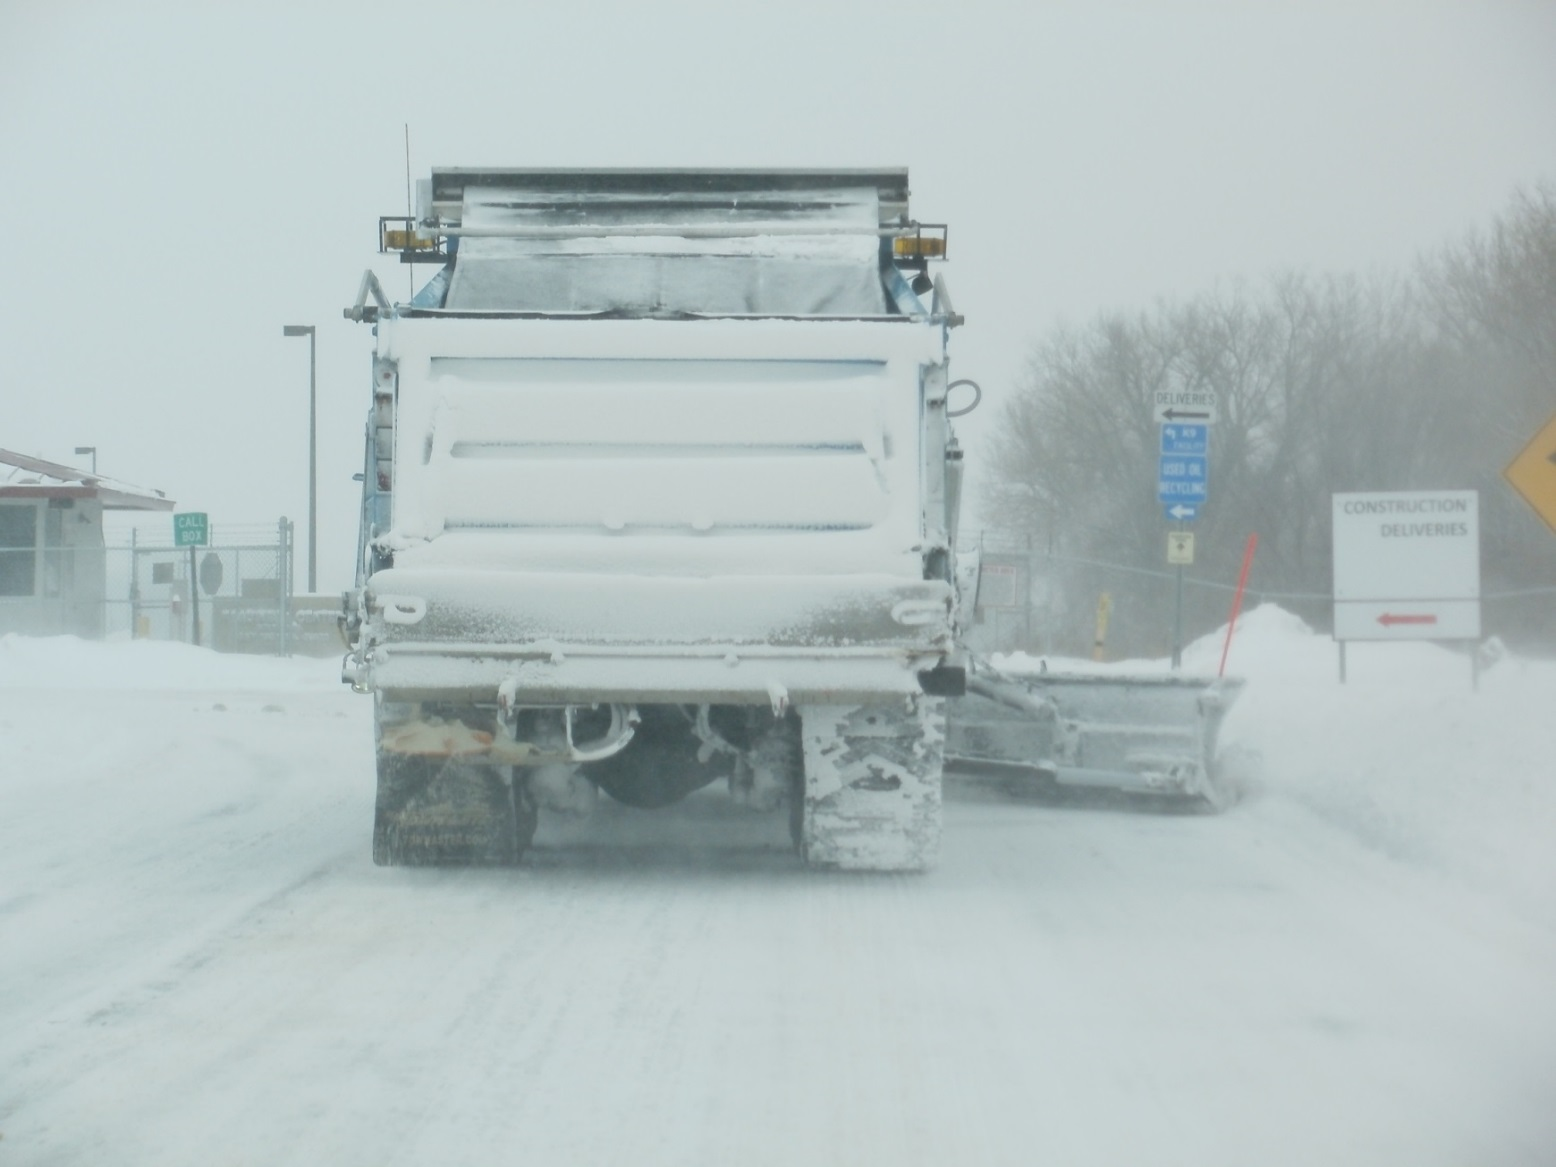 DELIVERIES
USED OIL
RECYCLING
CONSTRUCTION
DELIVERIES
CALL
BOX